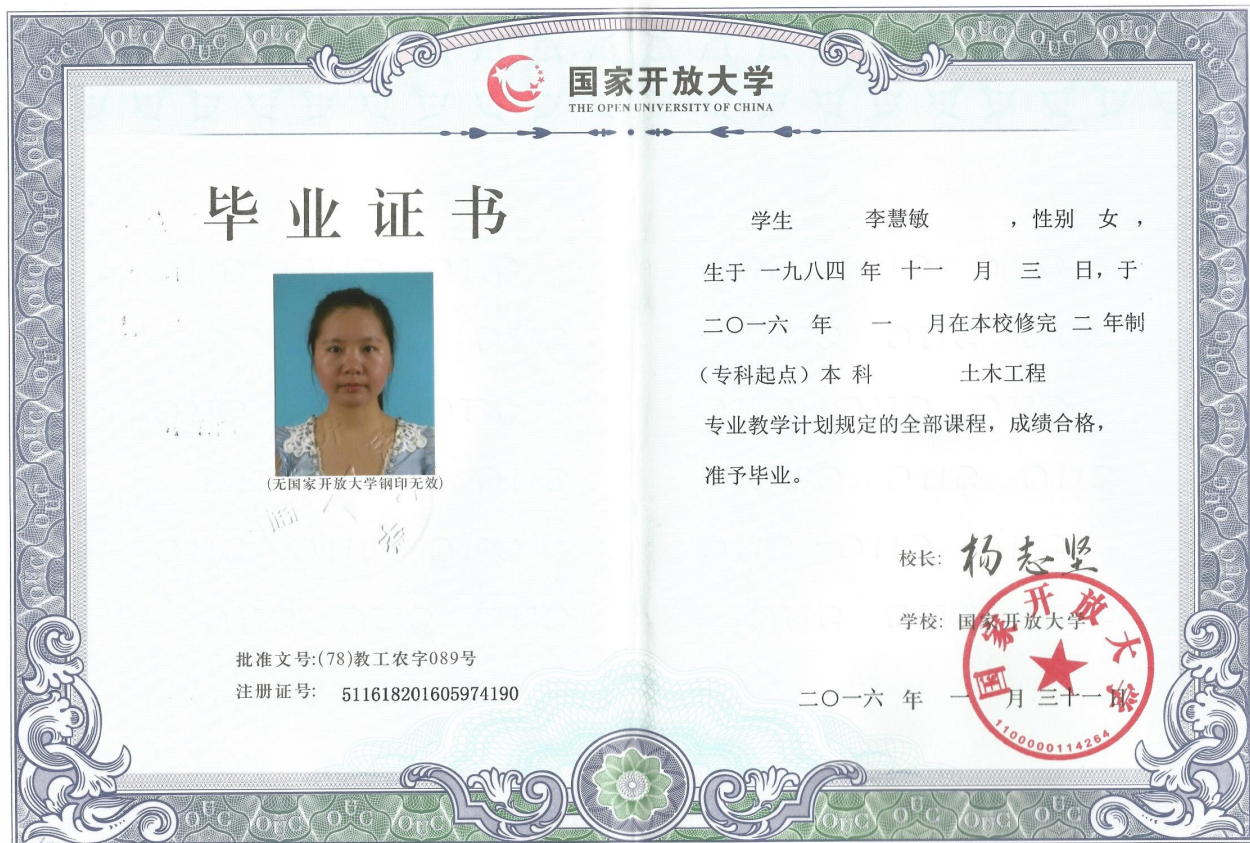 国家开放大学
THE OPEN UNIVERSITY OF CHINA
毕业证书
(无国家开放大学钢印无效)
批准文号:(78)教工农字089号
注册证号: 511618201605974190
学生 李慧敏 ，性别 女 ，
生于 一九八四 年 十一 月 三 日，于
二〇一六 年 一 月在本校修完 二 年制
（专科起点）本 科 土木工程
专业教学计划规定的全部课程，成绩合格，
准予毕业。
校长: 杨志坚
学校: 国家开放大学
二〇一六 年 一 月 三十一日
国家开放大学
1100000114264